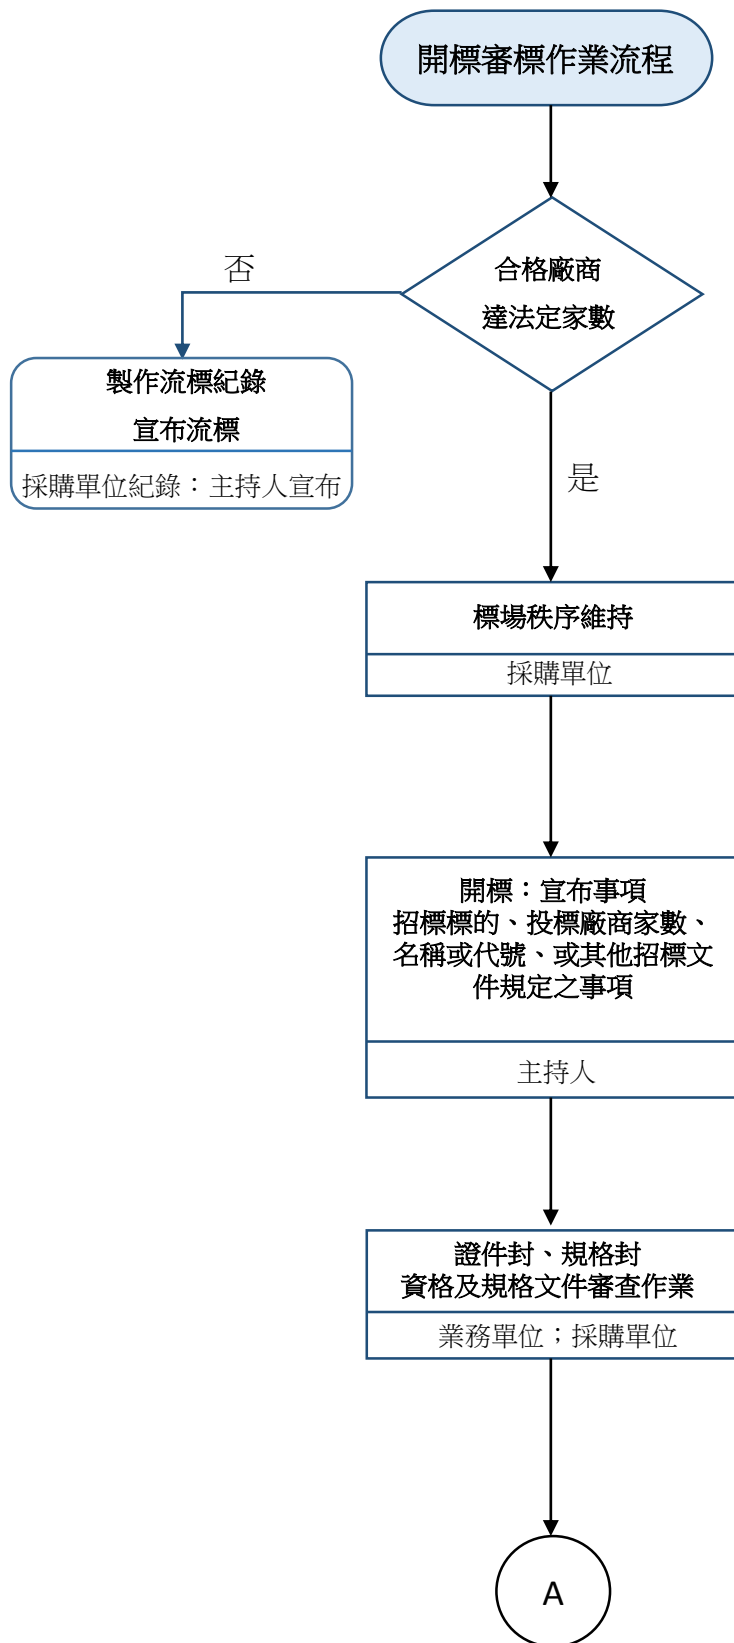 開標審標作業流程
合格廠商
達法定家數
否
製作流標紀錄
宣布流標
採購單位紀錄：主持人宣布
是
標場秩序維持
採購單位
開標：宣布事項
招標標的、投標廠商家數、
名稱或代號、或其他招標文
件規定之事項
主持人
證件封、規格封
資格及規格文件審查作業
業務單位；採購單位
A